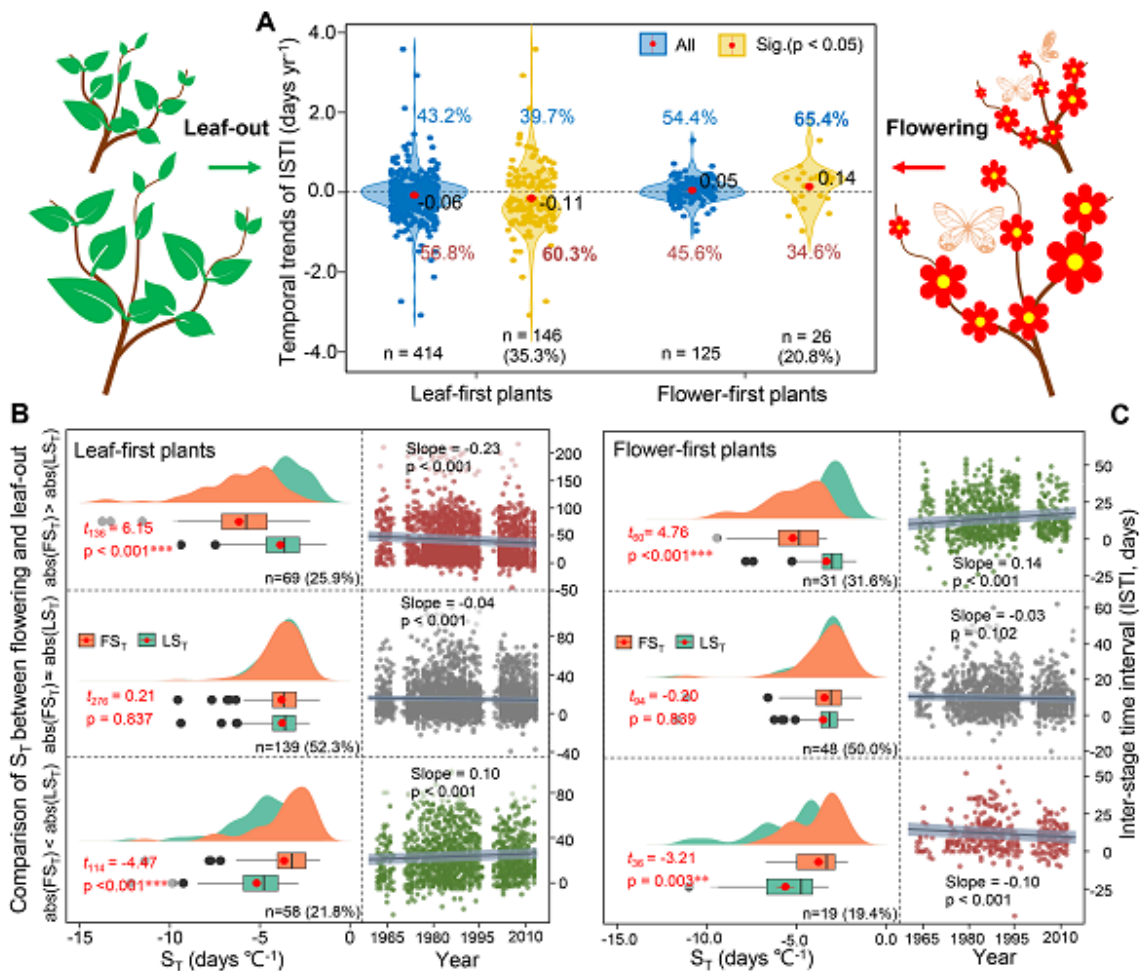 A
Leaf-out
Flowering
Temporal trends of ISTI (days yr⁻¹)
4.0
2.0
0.0
-2.0
-4.0
All
Sig.(p < 0.05)
43.2%
39.7%
54.4%
65.4%
-0.06
-0.11
0.05
0.14
56.8%
60.3%
45.6%
34.6%
n = 414
n = 146
(35.3%)
n = 125
n = 26
(20.8%)
Leaf-first plants
Flower-first plants
B
Comparison of S_T between flowering and leaf-out
abs(FS_T) > abs(LS_T)
abs(FS_T) = abs(LS_T)
abs(FS_T) < abs(LS_T)
Leaf-first plants
t₁₃₆ = 6.15
p < 0.001***
n=69 (25.9%)
Slope = -0.23
p < 0.001
200
150
100
50
0
-50
FS_T
LS_T
t₂₇₆ = 0.21
p = 0.837
n=139 (52.3%)
Slope = -0.04
p < 0.001
80
40
0
-40
t₁₁₄ = -4.47
p <0.001***
n=58 (21.8%)
Slope = 0.10
p < 0.001
80
40
0
-15
-10
-5
0
S_T (days °C⁻¹)
1965
1980
1995
2010
Year
C
Flower-first plants
t₆₀ = 4.76
p <0.001***
n=31 (31.6%)
Slope = 0.14
p < 0.001
50
25
0
-25
FS_T
LS_T
t₉₄ = -0.20
p = 0.839
n=48 (50.0%)
Slope = -0.03
p = 0.102
60
40
20
0
-20
t₃₆ = -3.21
p = 0.003**
n=19 (19.4%)
Slope = -0.10
p < 0.001
50
25
0
-25
-15.0
-10.0
-5.0
0.0
S_T (days °C⁻¹)
1965
1980
1995
2010
Year
Inter-stage time interval (ISTI, days)